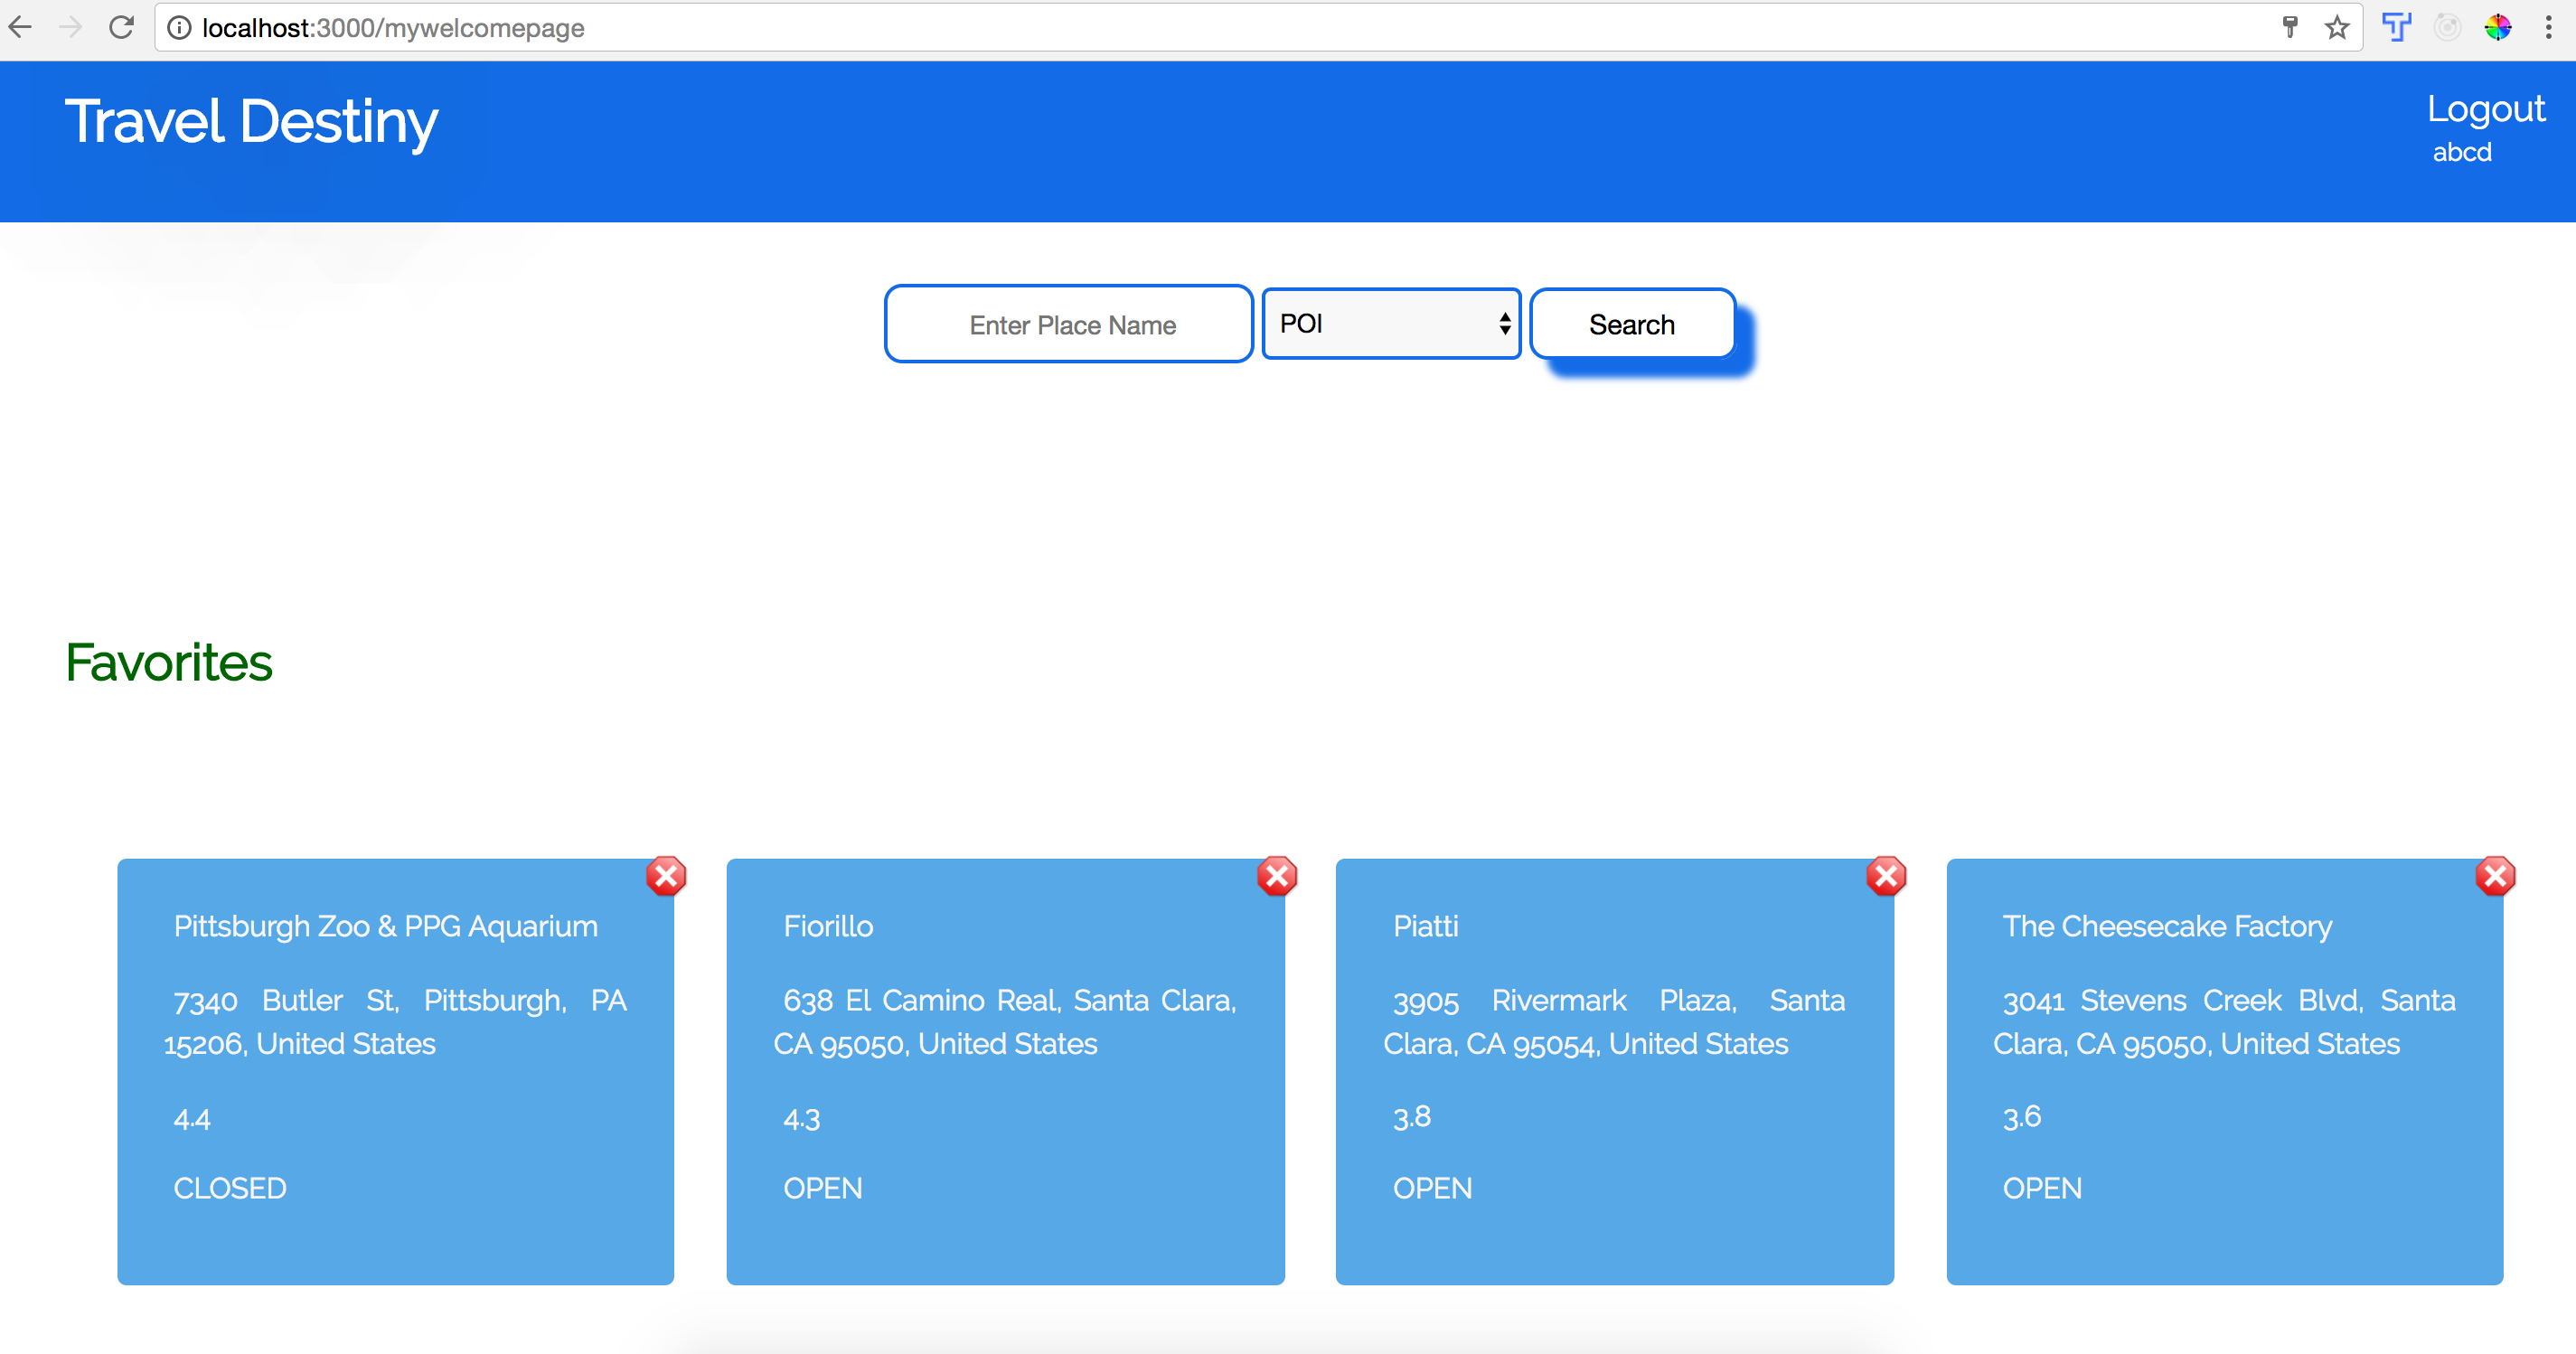 localhost:3000/mywelcomepage
Travel Destiny
Logout
abcd
Enter Place Name
POI
Search
Favorites
Pittsburgh Zoo & PPG Aquarium
7340 Butler St, Pittsburgh, PA
15206, United States
4.4
CLOSED
Fiorillo
638 El Camino Real, Santa Clara,
CA 95050, United States
4.3
OPEN
Piatti
3905 Rivermark Plaza, Santa
Clara, CA 95054, United States
3.8
OPEN
The Cheesecake Factory
3041 Stevens Creek Blvd, Santa
Clara, CA 95050, United States
3.6
OPEN